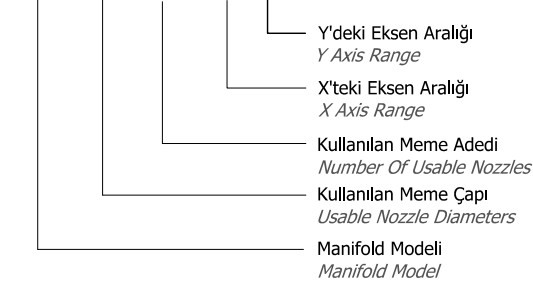 Y'deki Eksen Aralığı
Y Axis Range
X'teki Eksen Aralığı
X Axis Range
Kullanılan Meme Adedi
Number Of Usable Nozzles
Kullanılan Meme Çapı
Usable Nozzle Diameters
Manifold Modeli
Manifold Model